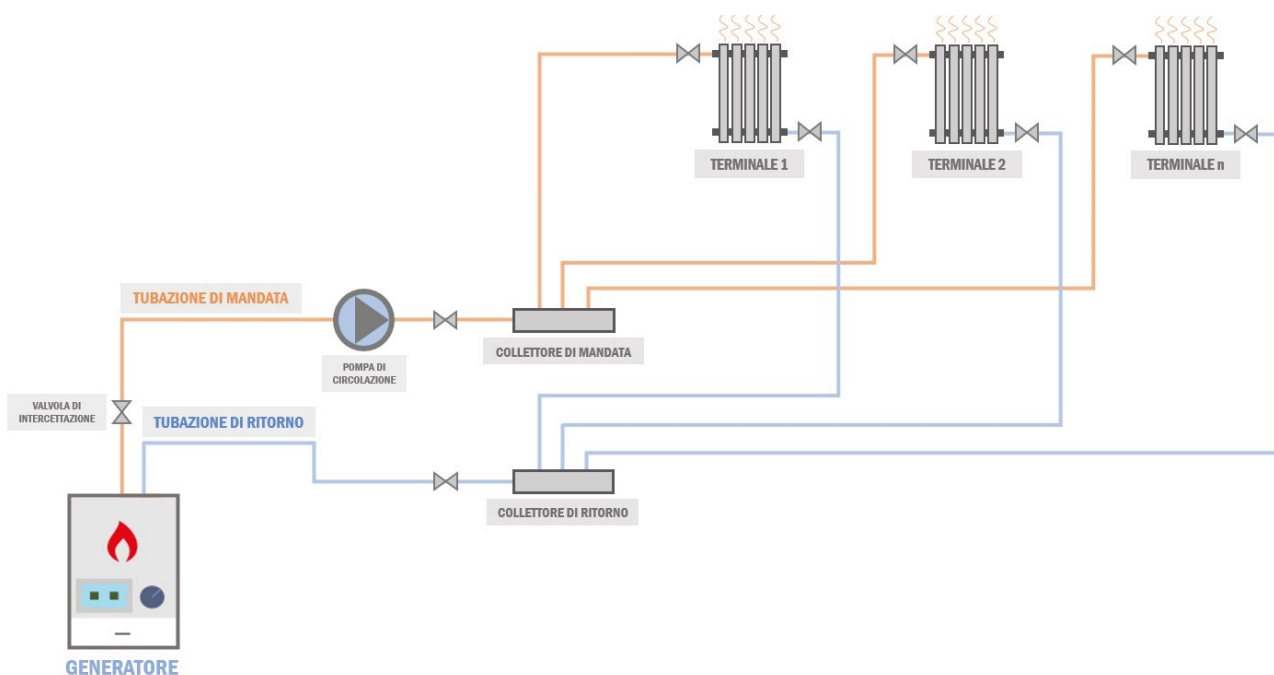 TERMINALE 1
TERMINALE 2
TERMINALE n
TUBAZIONE DI MANDATA
COLLETTORE DI MANDATA
POMPA DI
CIRCOLAZIONE
VALVOLA DI
INTERCETTAZIONE
TUBAZIONE DI RITORNO
COLLETTORE DI RITORNO
GENERATORE